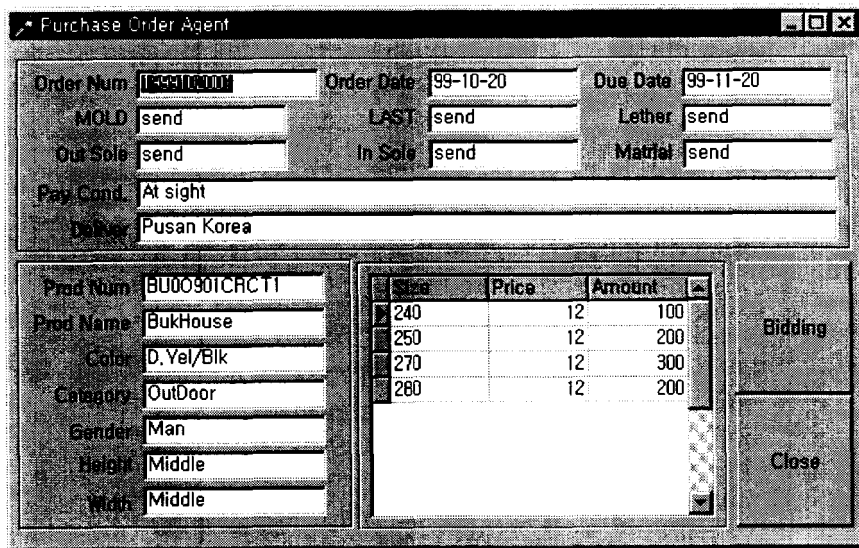 Purchase Order Agent
Order Num Order Date 99-10-20 Due Date 99-11-20
MOLD send LAST send Lether send
Out Sole send In Sole send Matrial send
Pay Cond. At sight
Deliver Pusan Korea
Prod Num BU0O901CRCT1
Prod Name BukHouse
Color D,Yel/Blk
Category OutDoor
Gender Man
Height Middle
Width Middle
Size Price Amount
240 12 100
250 12 200
270 12 300
280 12 200
Bidding
Close